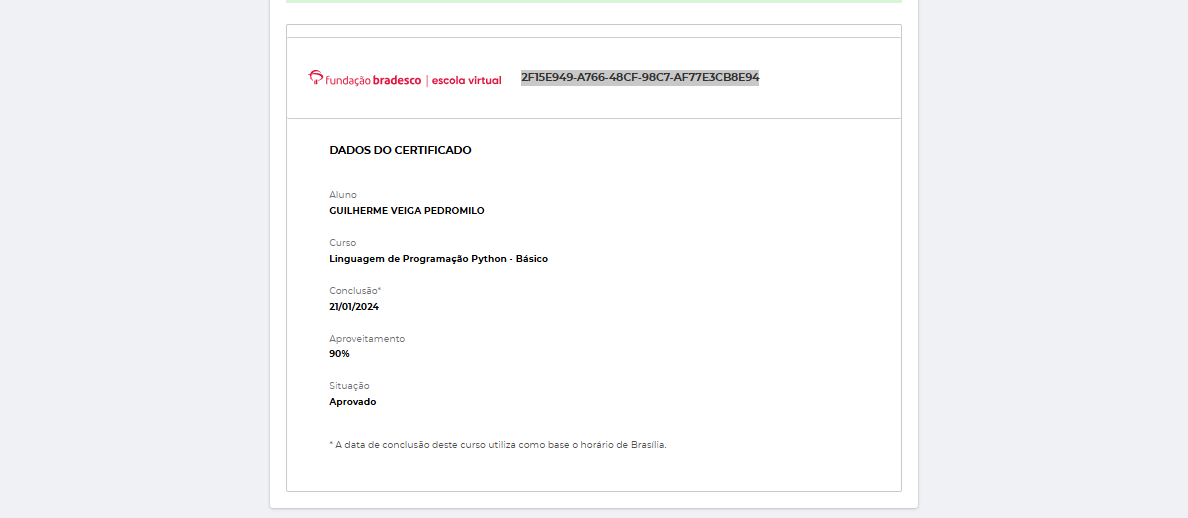 fundação bradesco | escola virtual 2F15E949-A766-48CF-98C7-AF77E3CB8E94
DADOS DO CERTIFICADO
Aluno
GUILHERME VEIGA PEDROMILO
Curso
Linguagem de Programação Python - Básico
Conclusão*
21/01/2024
Aproveitamento
90%
Situação
Aprovado
* A data de conclusão deste curso utiliza como base o horário de Brasília.